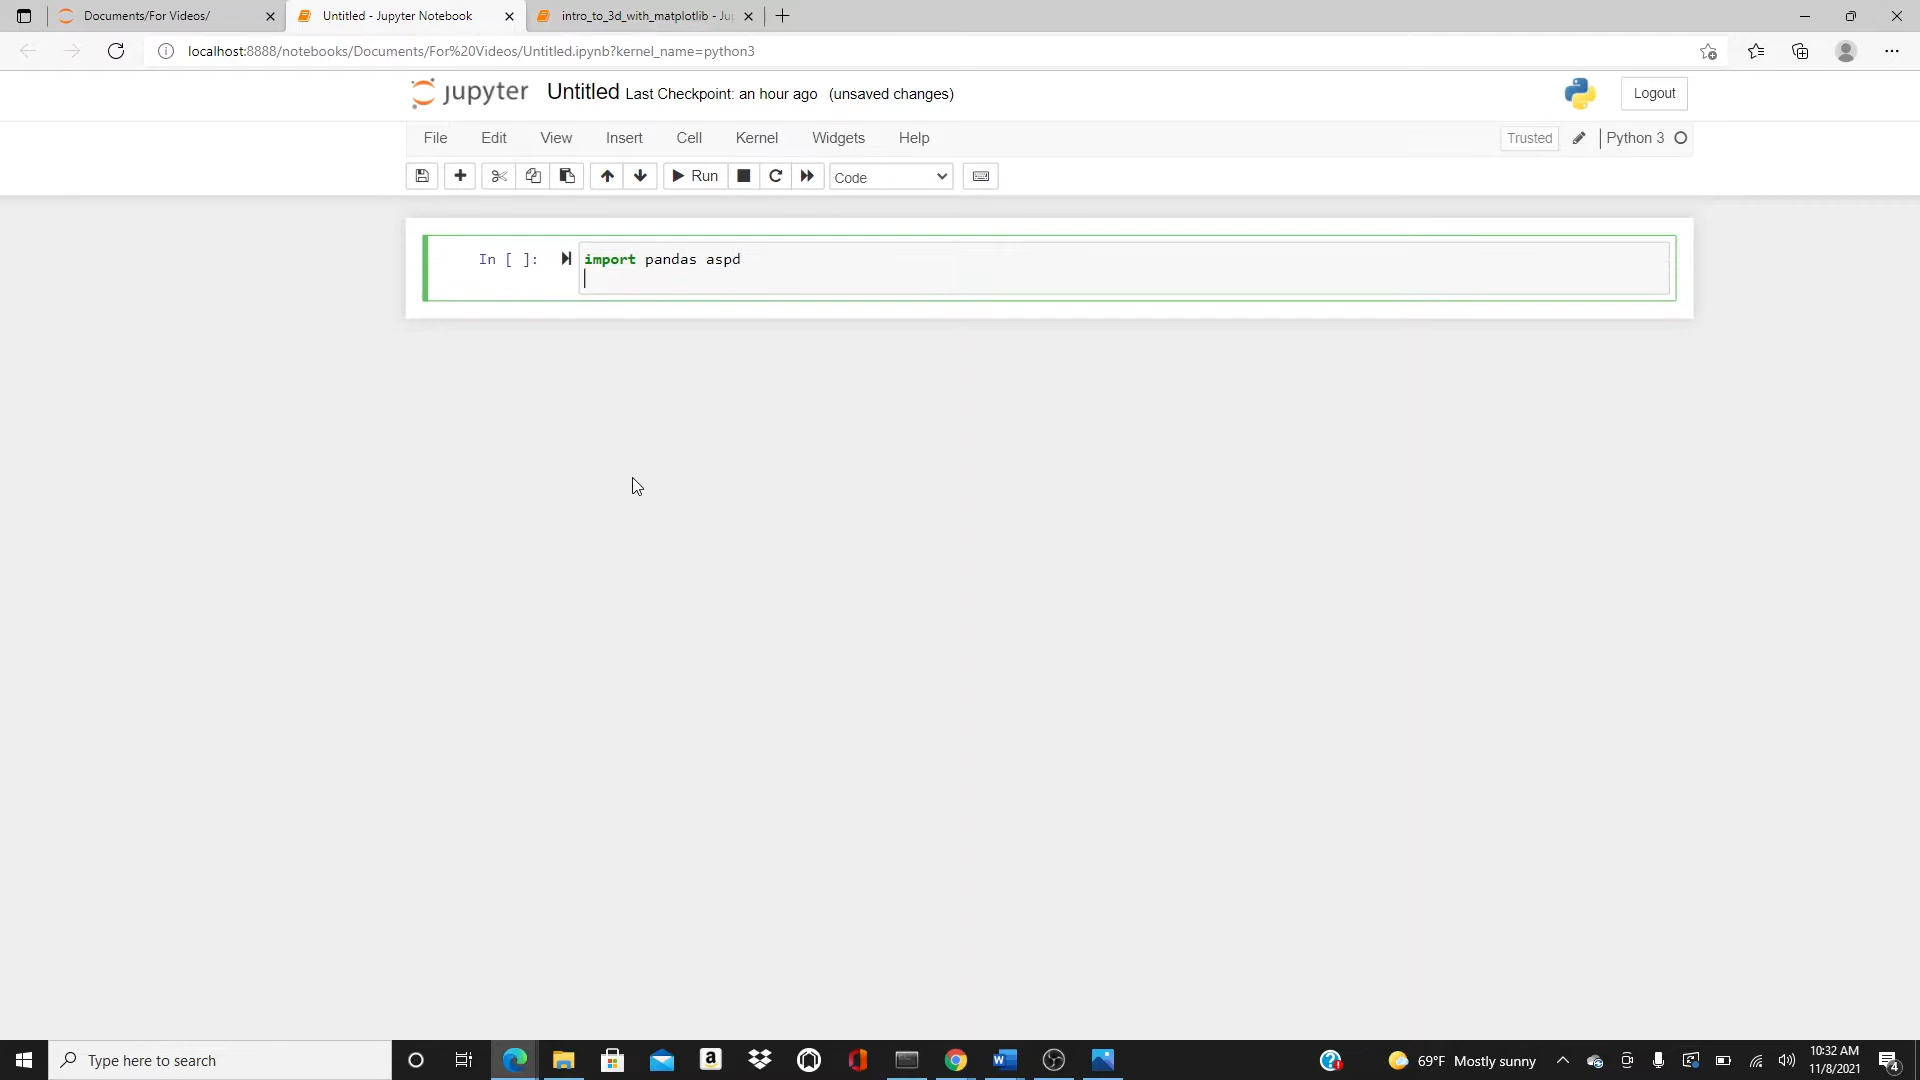 Documents/For Videos/
Untitled - Jupyter Notebook
intro_to_3d_with_matplotlib - Ju
localhost:8888/notebooks/Documents/For%20Videos/Untitled.ipynb?kernel_name=python3
jupyter Untitled Last Checkpoint: an hour ago (unsaved changes)
Logout
File Edit View Insert Cell Kernel Widgets Help
Trusted Python 3
Run Code
In [ ]: import pandas aspd
Type here to search
69°F Mostly sunny
10:32 AM
11/8/2021
4